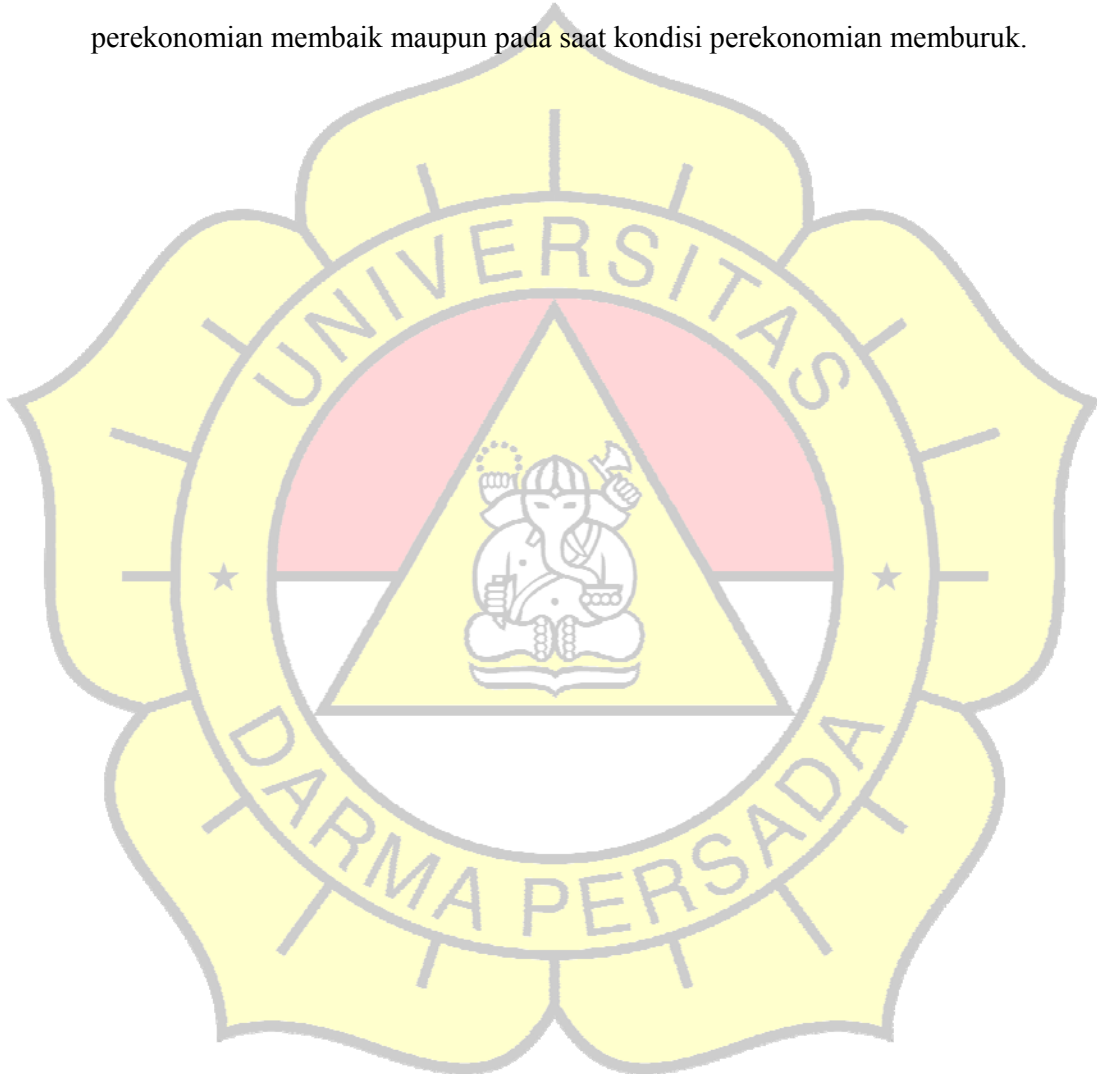 perekonomian membaik maupun pada saat kondisi perekonomian memburuk.
UNIVERSITAS
DARMA PERSADA